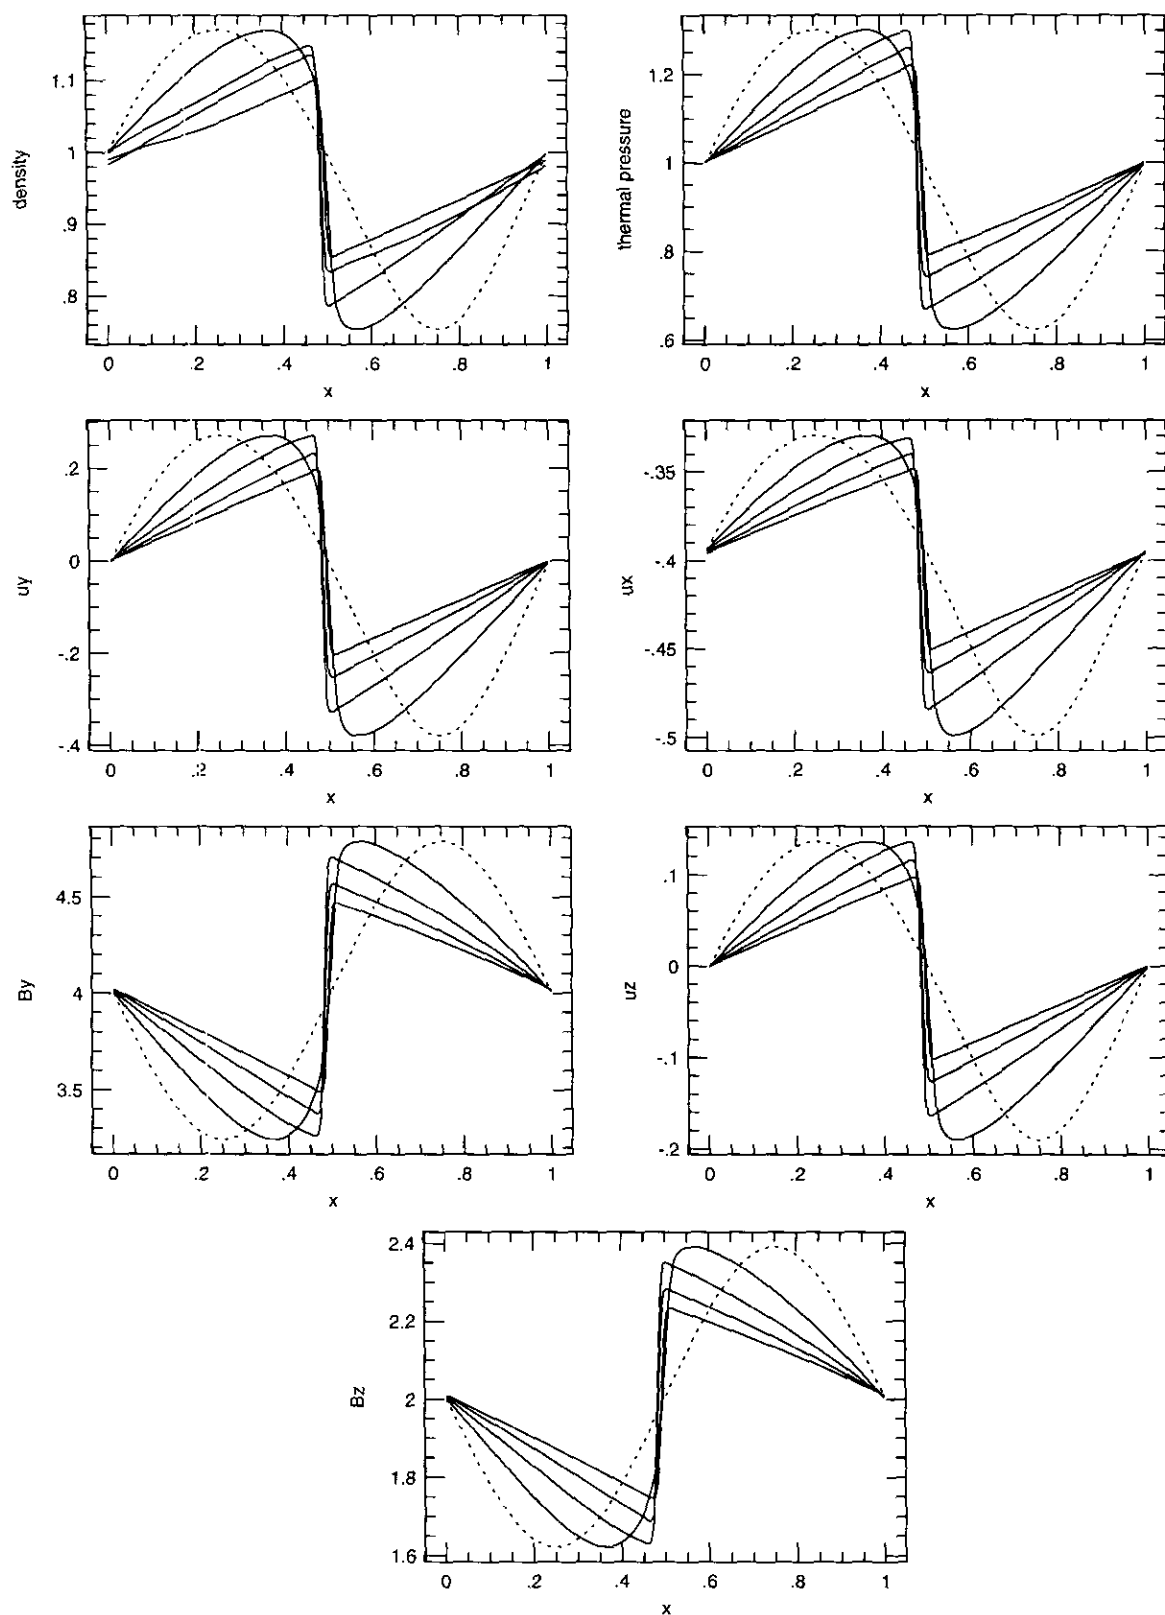 density
1.1
1
.9
.8
0 .2 .4 .6 .8 1
x
thermal pressure
1.2
1
.8
.6
0 .2 .4 .6 .8 1
x
uy
.2
0
-.2
-.4
0 .2 .4 .6 .8 1
x
ux
-.35
-.4
-.45
-.5
0 .2 .4 .6 .8 1
x
By
4.5
4
3.5
0 .2 .4 .6 .8 1
x
uz
.1
0
-.1
-.2
0 .2 .4 .6 .8 1
x
Bz
2.4
2.2
2
1.8
1.6
0 .2 .4 .6 .8 1
x